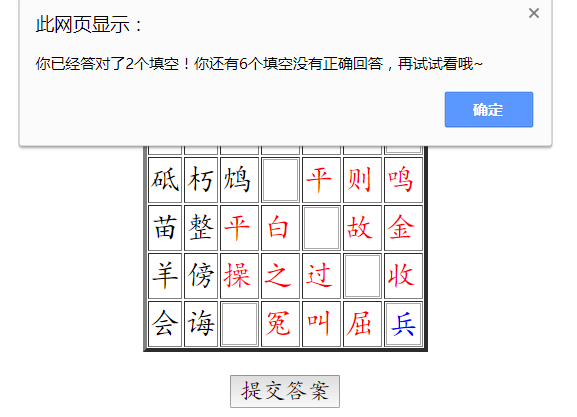 此网页显示：
你已经答对了2个填空！你还有6个填空没有正确回答，再试试看哦~
确定
砥 朽 鸩 平 则 鸣
苗 整 平 白 故 金
羊 傍 操 之 过 收
会 诲 冤 叫 屈 兵
提交答案